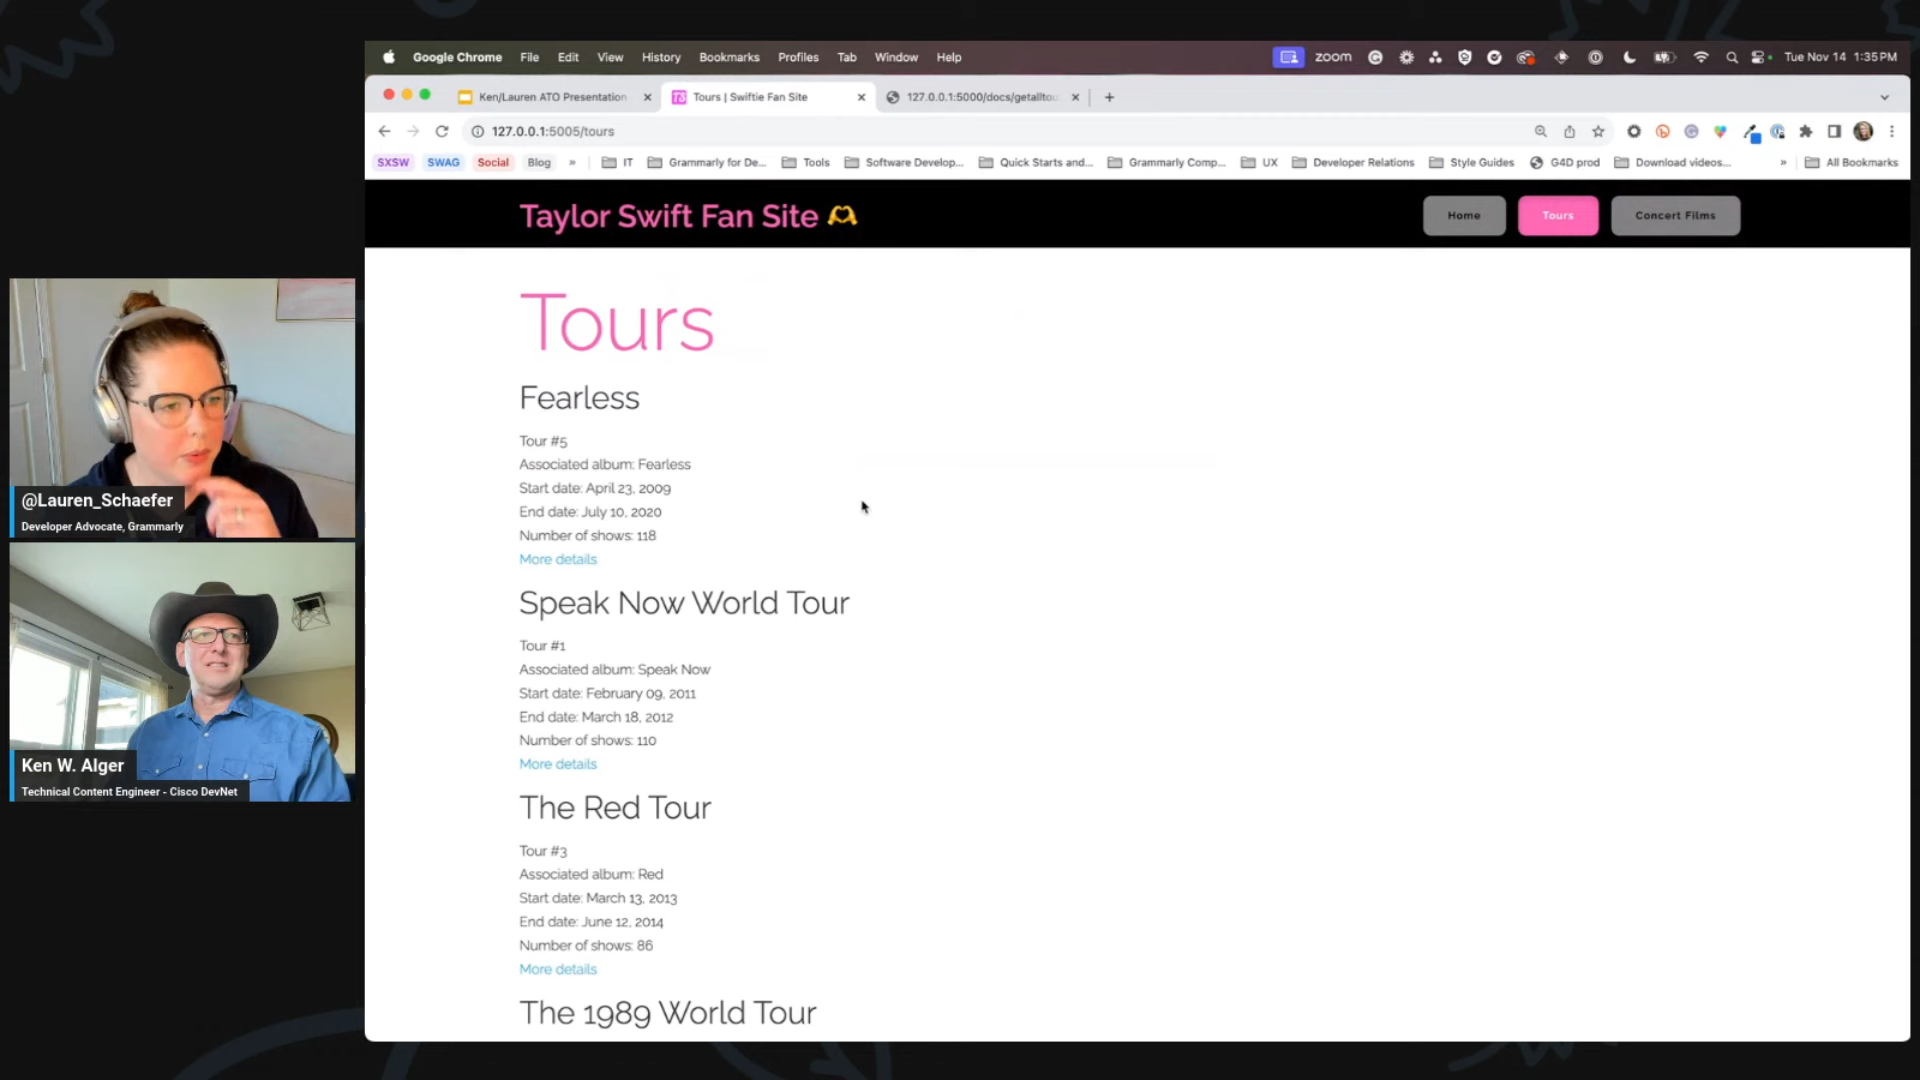 Google Chrome File Edit View History Bookmarks Profiles Tab Window Help zoom Tue Nov 14 1:35 PM
Ken/Lauren ATO Presentation
Tours | Swiftie Fan Site
127.0.0.1:5000/docs/getalltou
127.0.0.1:5005/tours
SXSW SWAG Social Blog » IT Grammarly for De... Tools Software Develop... Quick Starts and... Grammarly Comp... UX Developer Relations Style Guides G4D prod Download videos... » All Bookmarks
Taylor Swift Fan Site
Home Tours Concert Films
Tours
Fearless
Tour #5
Associated album: Fearless
Start date: April 23, 2009
End date: July 10, 2020
Number of shows: 118
More details
Speak Now World Tour
Tour #1
Associated album: Speak Now
Start date: February 09, 2011
End date: March 18, 2012
Number of shows: 110
More details
The Red Tour
Tour #3
Associated album: Red
Start date: March 13, 2013
End date: June 12, 2014
Number of shows: 86
More details
The 1989 World Tour
@Lauren_Schaefer
Developer Advocate, Grammarly
Ken W. Alger
Technical Content Engineer - Cisco DevNet